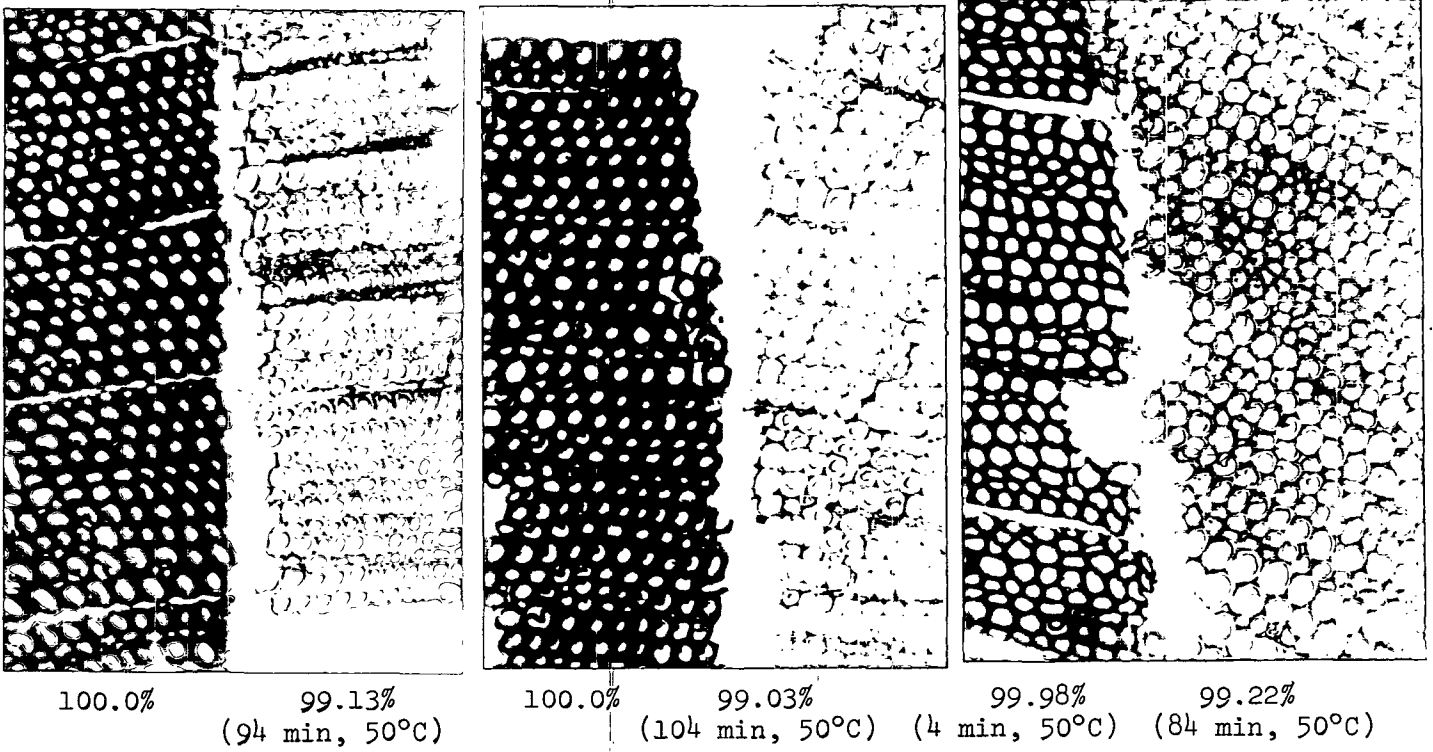 100.0% 99.13% 100.0% 99.03% 99.98% 99.22%
(94 min, 50°C) (104 min, 50°C) (4 min, 50°C) (84 min, 50°C)